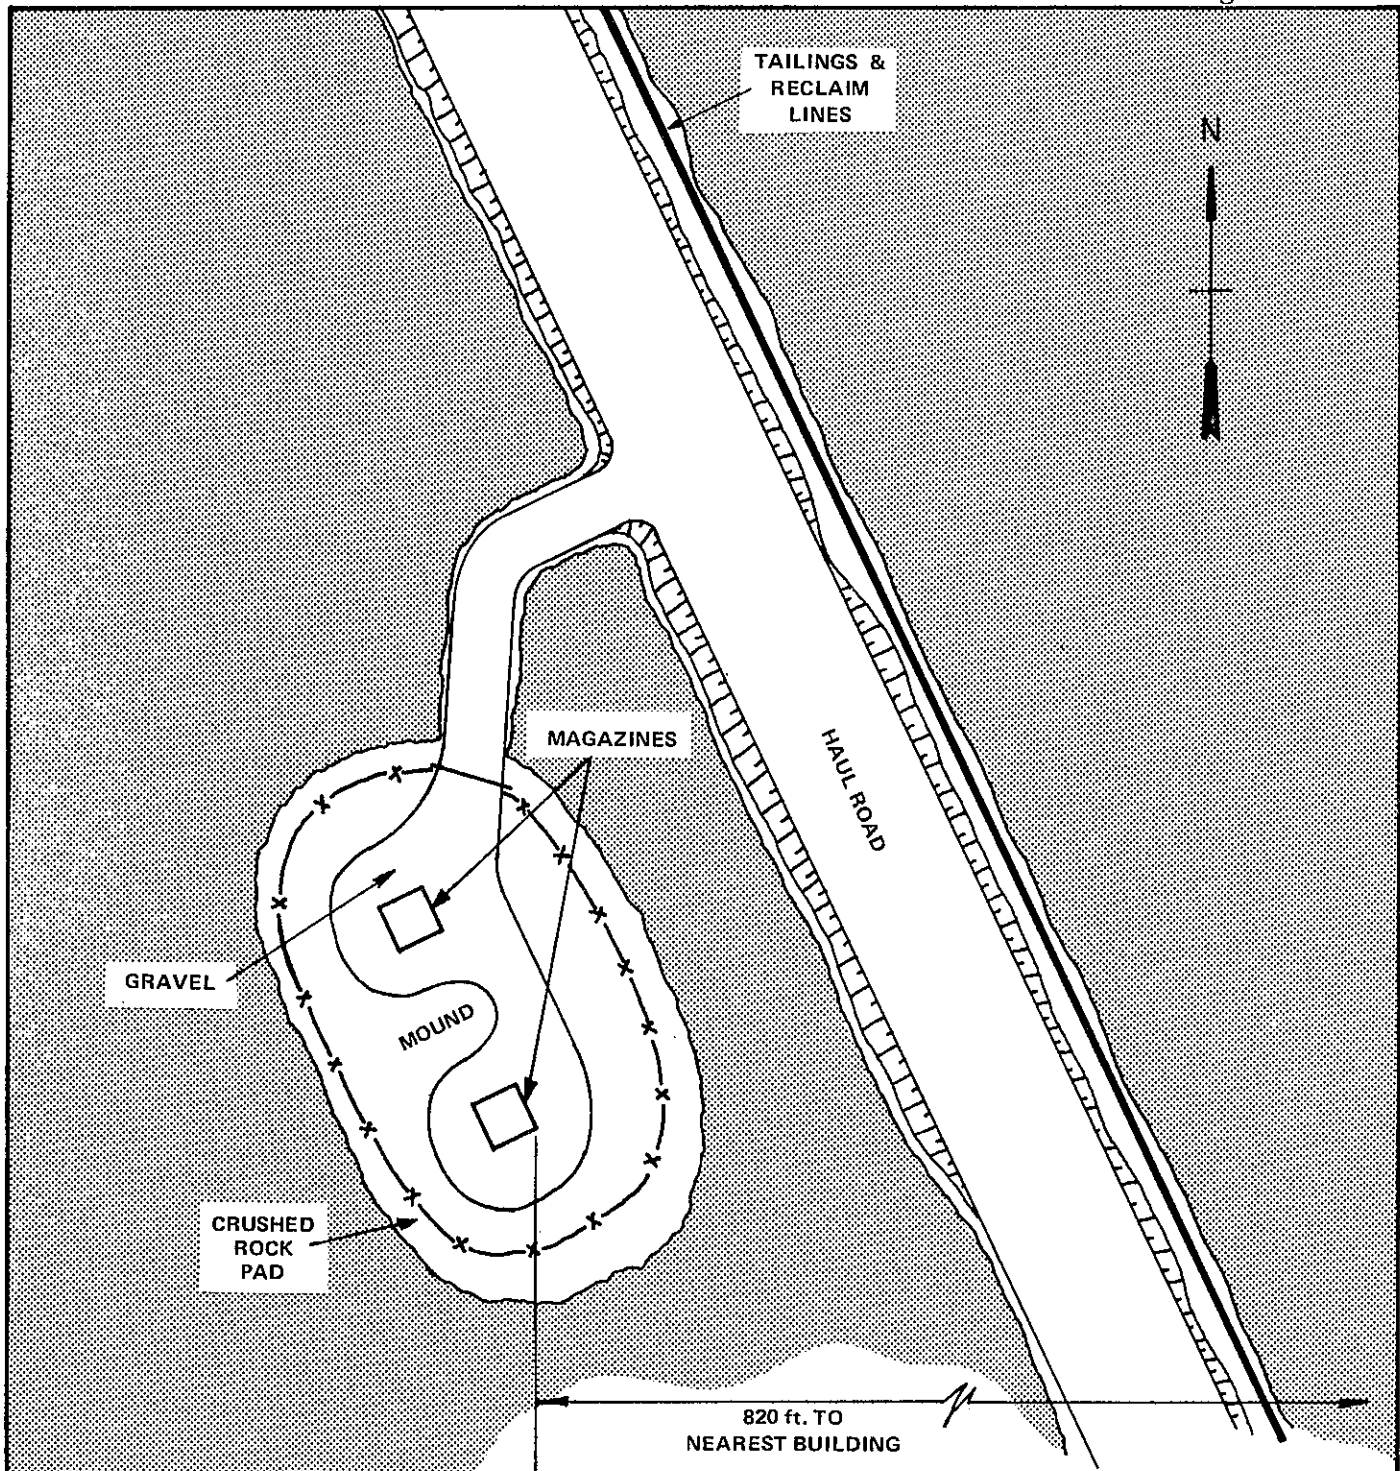 TAILINGS &
RECLAIM
LINES
N
MAGAZINES
HAUL ROAD
GRAVEL
MOUND
CRUSHED
ROCK
PAD
820 ft. TO
NEAREST BUILDING